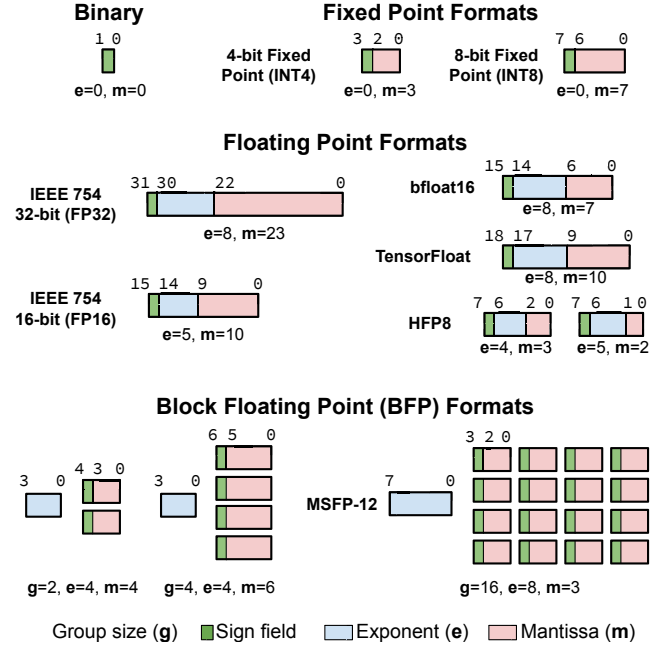 Binary
1 0
e=0, m=0
Fixed Point Formats
4-bit Fixed
Point (INT4)
3 2 0
e=0, m=3
8-bit Fixed
Point (INT8)
7 6 0
e=0, m=7
Floating Point Formats
IEEE 754
32-bit (FP32)
31 30 22 0
e=8, m=23
bfloat16
15 14 6 0
e=8, m=7
TensorFloat
18 17 9 0
e=8, m=10
IEEE 754
16-bit (FP16)
15 14 9 0
e=5, m=10
HFP8
7 6 2 0
e=4, m=3
7 6 1 0
e=5, m=2
Block Floating Point (BFP) Formats
3 0
4 3 0
g=2, e=4, m=4
3 0
6 5 0
g=4, e=4, m=6
MSFP-12
7 0
3 2 0
g=16, e=8, m=3
Group size (g) Sign field Exponent (e) Mantissa (m)